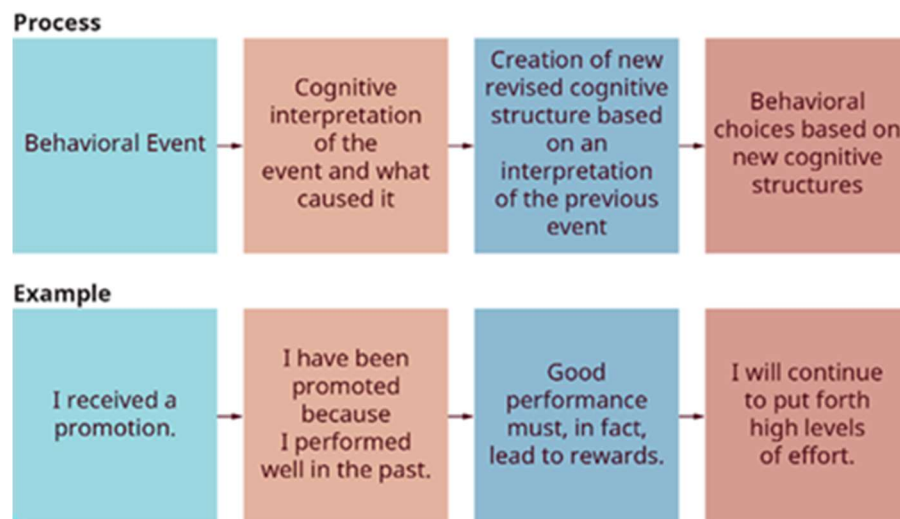 Process
Behavioral Event
Cognitive
interpretation
of the
event and what
caused it
Creation of new
revised cognitive
structure based
on an
interpretation
of the previous
event
Behavioral
choices based on
new cognitive
structures
Example
I received a
promotion.
I have been
promoted
because
I performed
well in the past.
Good
performance
must, in fact,
lead to rewards.
I will continue
to put forth
high levels
of effort.